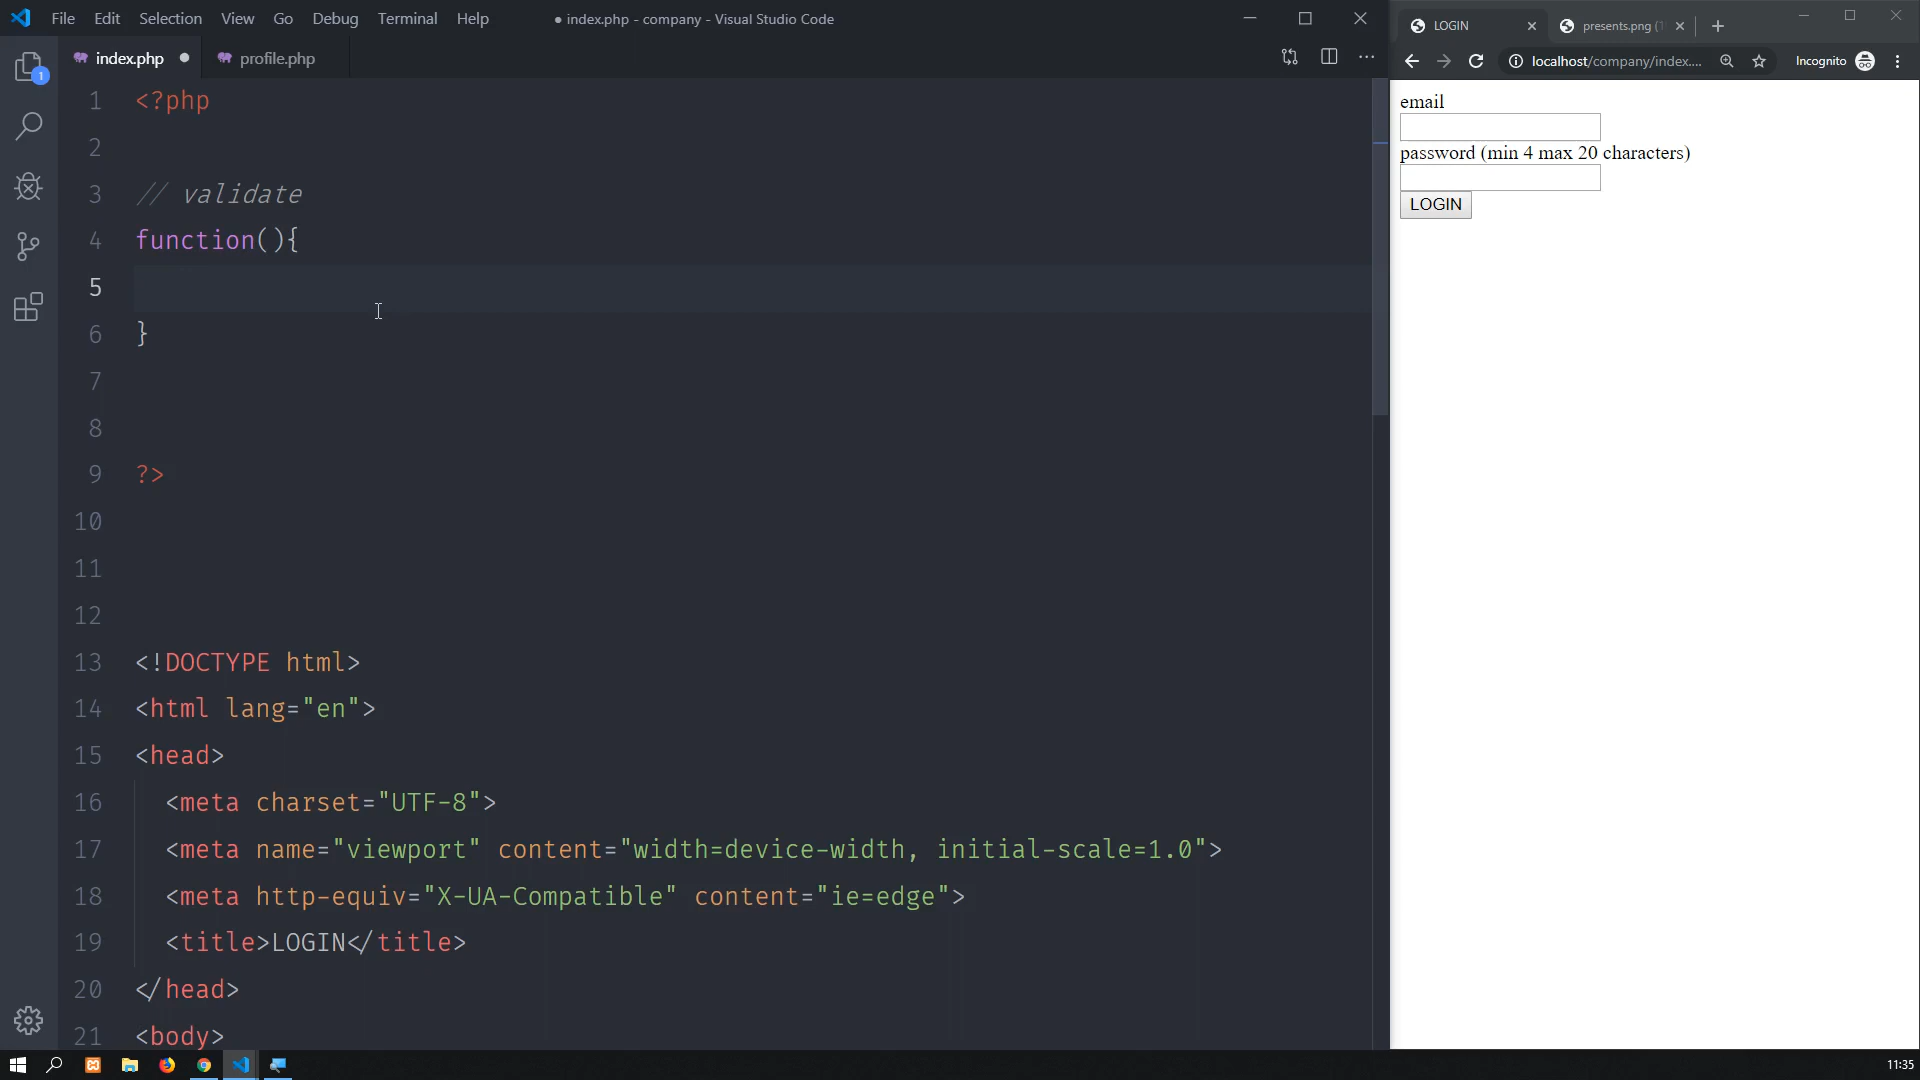 File Edit Selection View Go Debug Terminal Help
● index.php - company - Visual Studio Code
index.php ● profile.php
1 <?php
2
3 // validate
4 function(){
5
6 }
7
8
9 ?>
10
11
12
13 <!DOCTYPE html>
14 <html lang="en">
15 <head>
16 <meta charset="UTF-8">
17 <meta name="viewport" content="width=device-width, initial-scale=1.0">
18 <meta http-equiv="X-UA-Compatible" content="ie=edge">
19 <title>LOGIN</title>
20 </head>
21 <body>
1
LOGIN
presents.png (
localhost/company/index....
Incognito
email
password (min 4 max 20 characters)
LOGIN
11:35